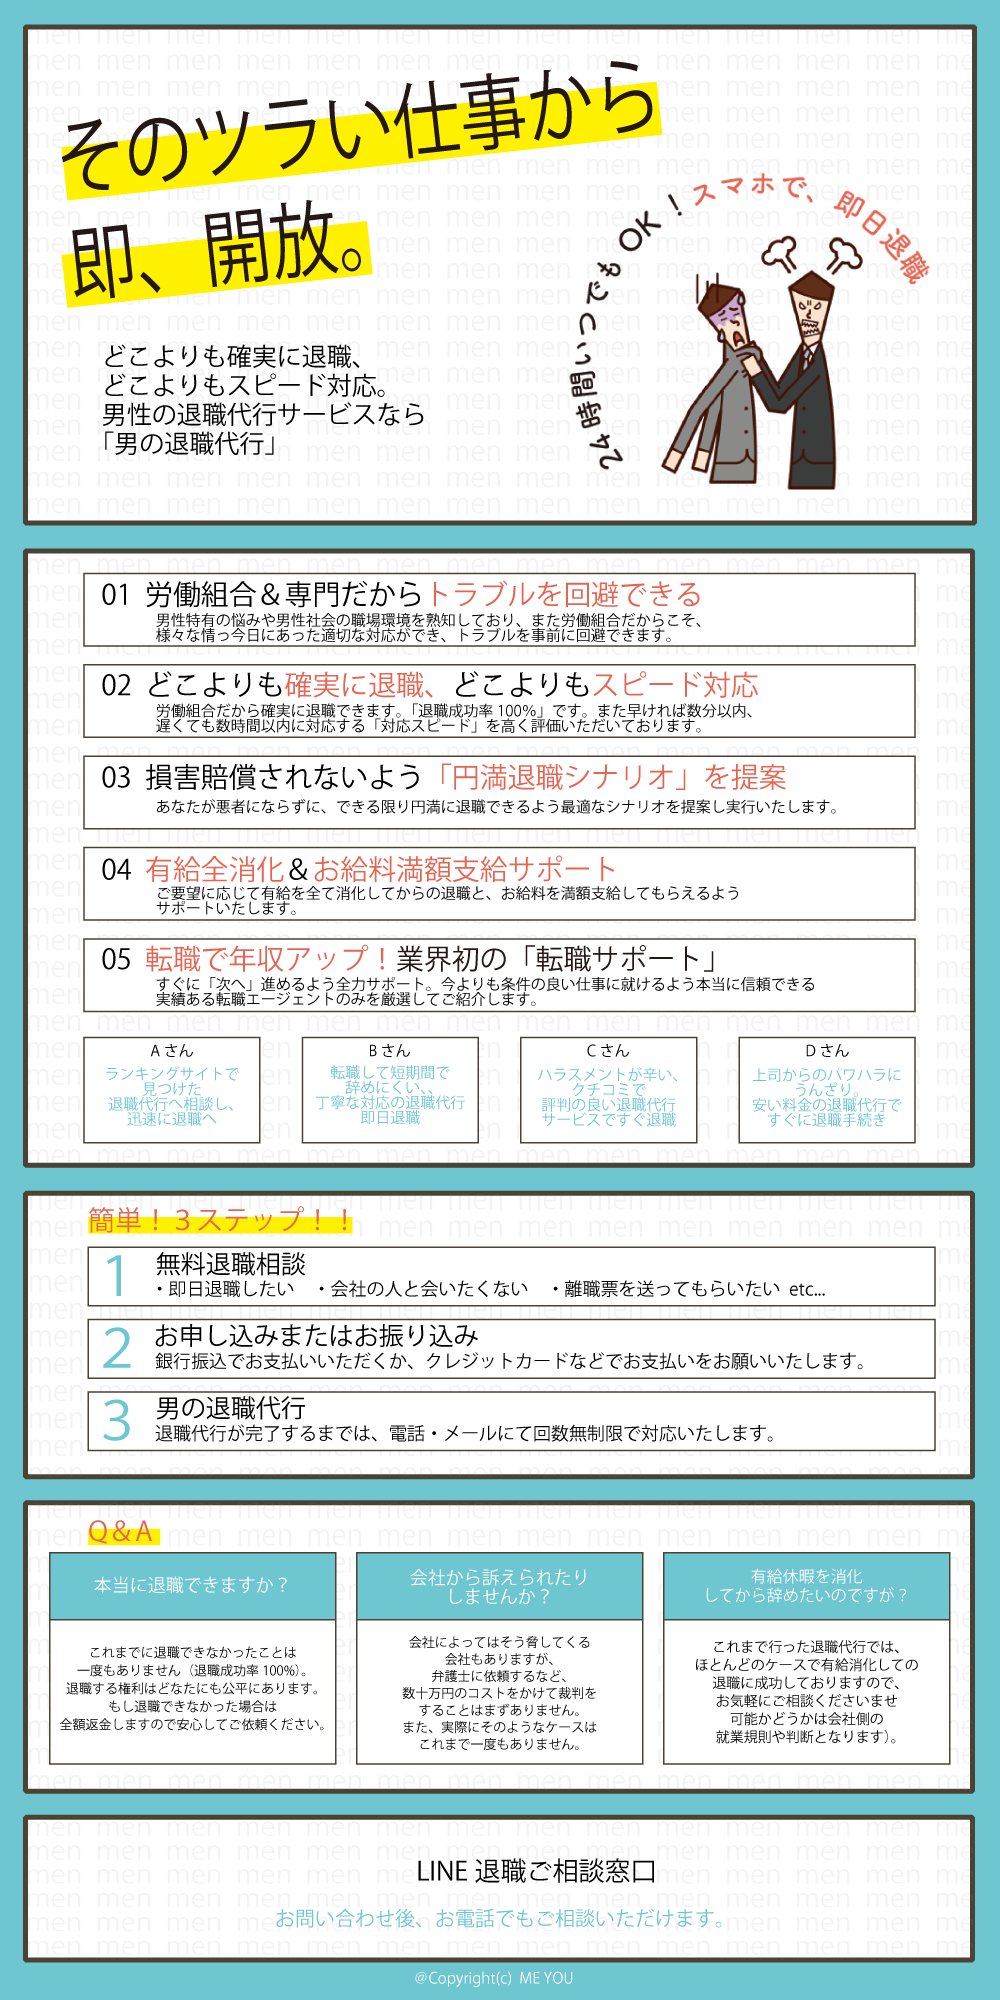 そのツラい仕事から
即、開放。
24時間いつでもOK！スマホで、即日退職
どこよりも確実に退職、
どこよりもスピード対応。
男性の退職代行サービスなら
「男の退職代行」
01 労働組合＆専門だからトラブルを回避できる
男性特有の悩みや男性社会の職場環境を熟知しており、また労働組合だからこそ、
様々な情っ今日にあった適切な対応ができ、トラブルを事前に回避できます。
02 どこよりも確実に退職、どこよりもスピード対応
労働組合だから確実に退職できます。「退職成功率 100%」です。また早ければ数分以内、
遅くても数時間以内に対応する「対応スピード」を高く評価いただいております。
03 損害賠償されないよう「円満退職シナリオ」を提案
あなたが悪者にならずに、できる限り円満に退職できるよう最適なシナリオを提案し実行いたします。
04 有給全消化＆お給料満額支給サポート
ご要望に応じて有給を全て消化してからの退職と、お給料を満額支給してもらえるよう
サポートいたします。
05 転職で年収アップ！業界初の「転職サポート」
すぐに「次へ」進めるよう全力サポート。今よりも条件の良い仕事に就けるよう本当に信頼できる
実績ある転職エージェントのみを厳選してご紹介します。
A さん
ランキングサイトで
見つけた
退職代行へ相談し、
迅速に退職へ
B さん
転職して短期間で
辞めにくい、、
丁寧な対応の退職代行
即日退職
C さん
ハラスメントが辛い、
クチコミで
評判の良い退職代行
サービスですぐ退職
D さん
上司からのパワハラに
うんざり。
安い料金の退職代行で
すぐに退職手続き
簡単！３ステップ！！
1 無料退職相談
・即日退職したい ・会社の人と会いたくない ・離職票を送ってもらいたい etc...
2 お申し込みまたはお振り込み
銀行振込でお支払いいただくか、クレジットカードなどでお支払いをお願いいたします。
3 男の退職代行
退職代行が完了するまでは、電話・メールにて回数無制限で対応いたします。
Q&A
本当に退職できますか？
これまでに退職できなかったことは
一度もありません（退職成功率 100%）。
退職する権利はどなたにも公平にあります。
もし退職できなかった場合は
全額返金しますので安心してご依頼ください。
会社から訴えられたり
しませんか？
会社によってはそう脅してくる
会社もありますが、
弁護士に依頼するなど、
数十万円のコストをかけて裁判を
することはまずありません。
また、実際にそのようなケースは
これまで一度もありません。
有給休暇を消化
してから辞めたいのですが？
これまで行った退職代行では、
ほとんどのケースで有給消化しての
退職に成功しておりますので、
お気軽にご相談くださいませ
可能かどうかは会社側の
就業規則や判断となります）。
LINE 退職ご相談窓口
お問い合わせ後、お電話でもご相談いただけます。
@Copyright(c) ME YOU